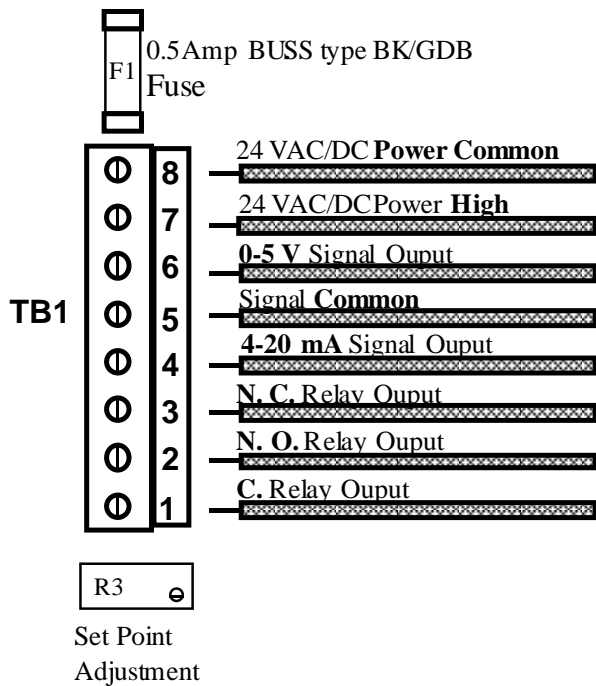 F1
0.5Amp BUSS type BK/GDB
Fuse
TB1
8 24 VAC/DC Power Common
7 24 VAC/DC Power High
6 0-5 V Signal Ouput
5 Signal Common
4 4-20 mA Signal Ouput
3 N. C. Relay Ouput
2 N. O. Relay Ouput
1 C. Relay Ouput
R3
Set Point
Adjustment